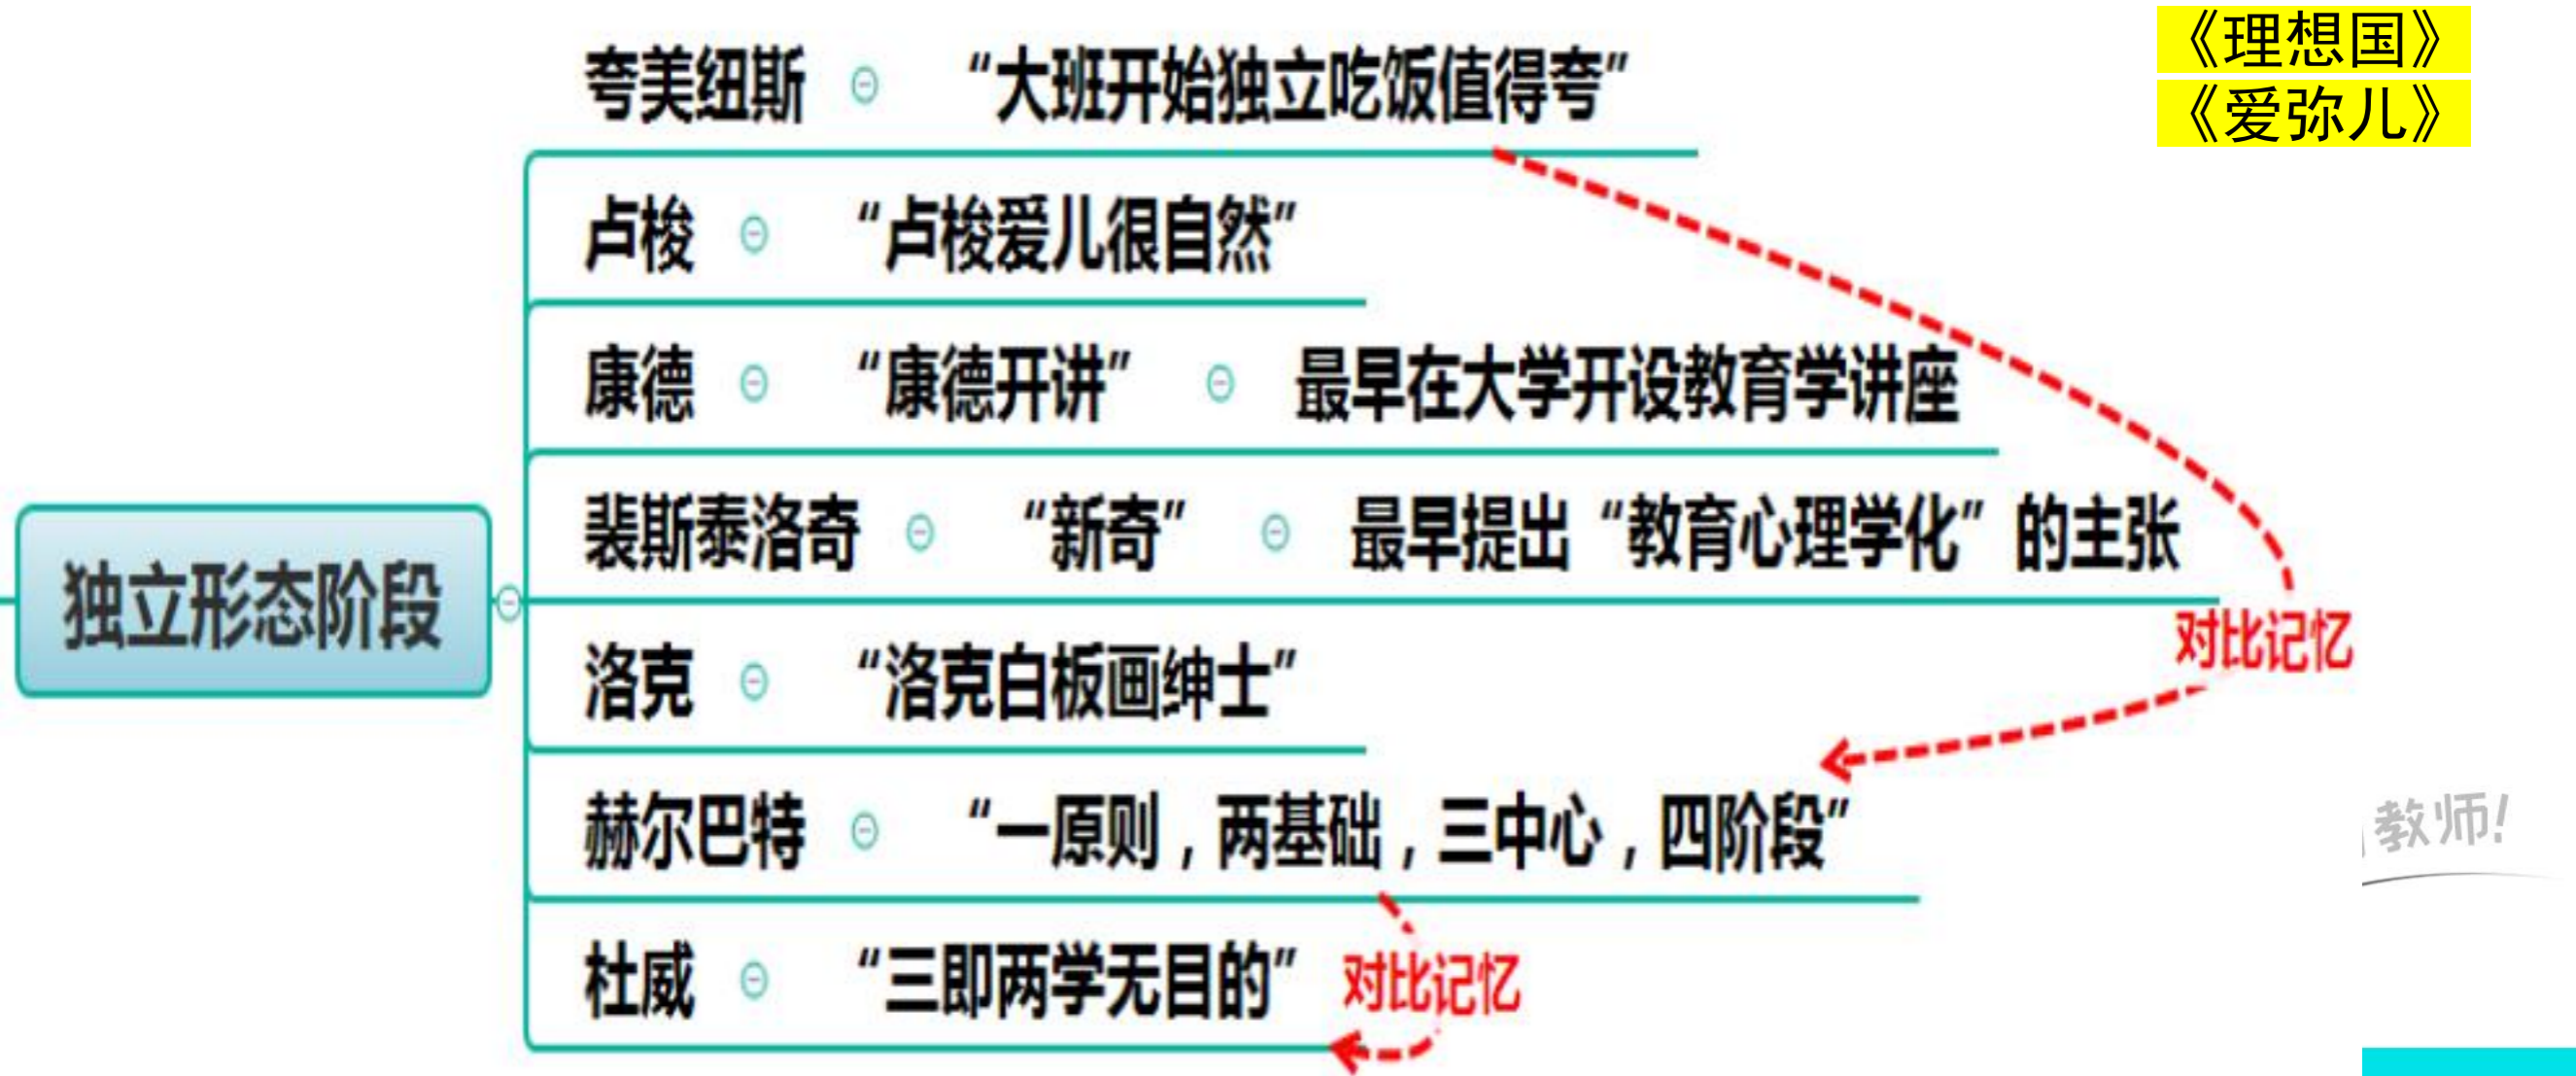 《理想国》
《爱弥儿》
夸美纽斯 “大班开始独立吃饭值得夸”
卢梭 “卢梭爱儿很自然”
康德 “康德开讲” 最早在大学开设教育学讲座
裴斯泰洛奇 “新奇” 最早提出“教育心理学化”的主张
独立形态阶段
对比记忆
洛克 “洛克白板画绅士”
赫尔巴特 “一原则，两基础，三中心，四阶段”
教师!
杜威 “三即两学无目的” 对比记忆